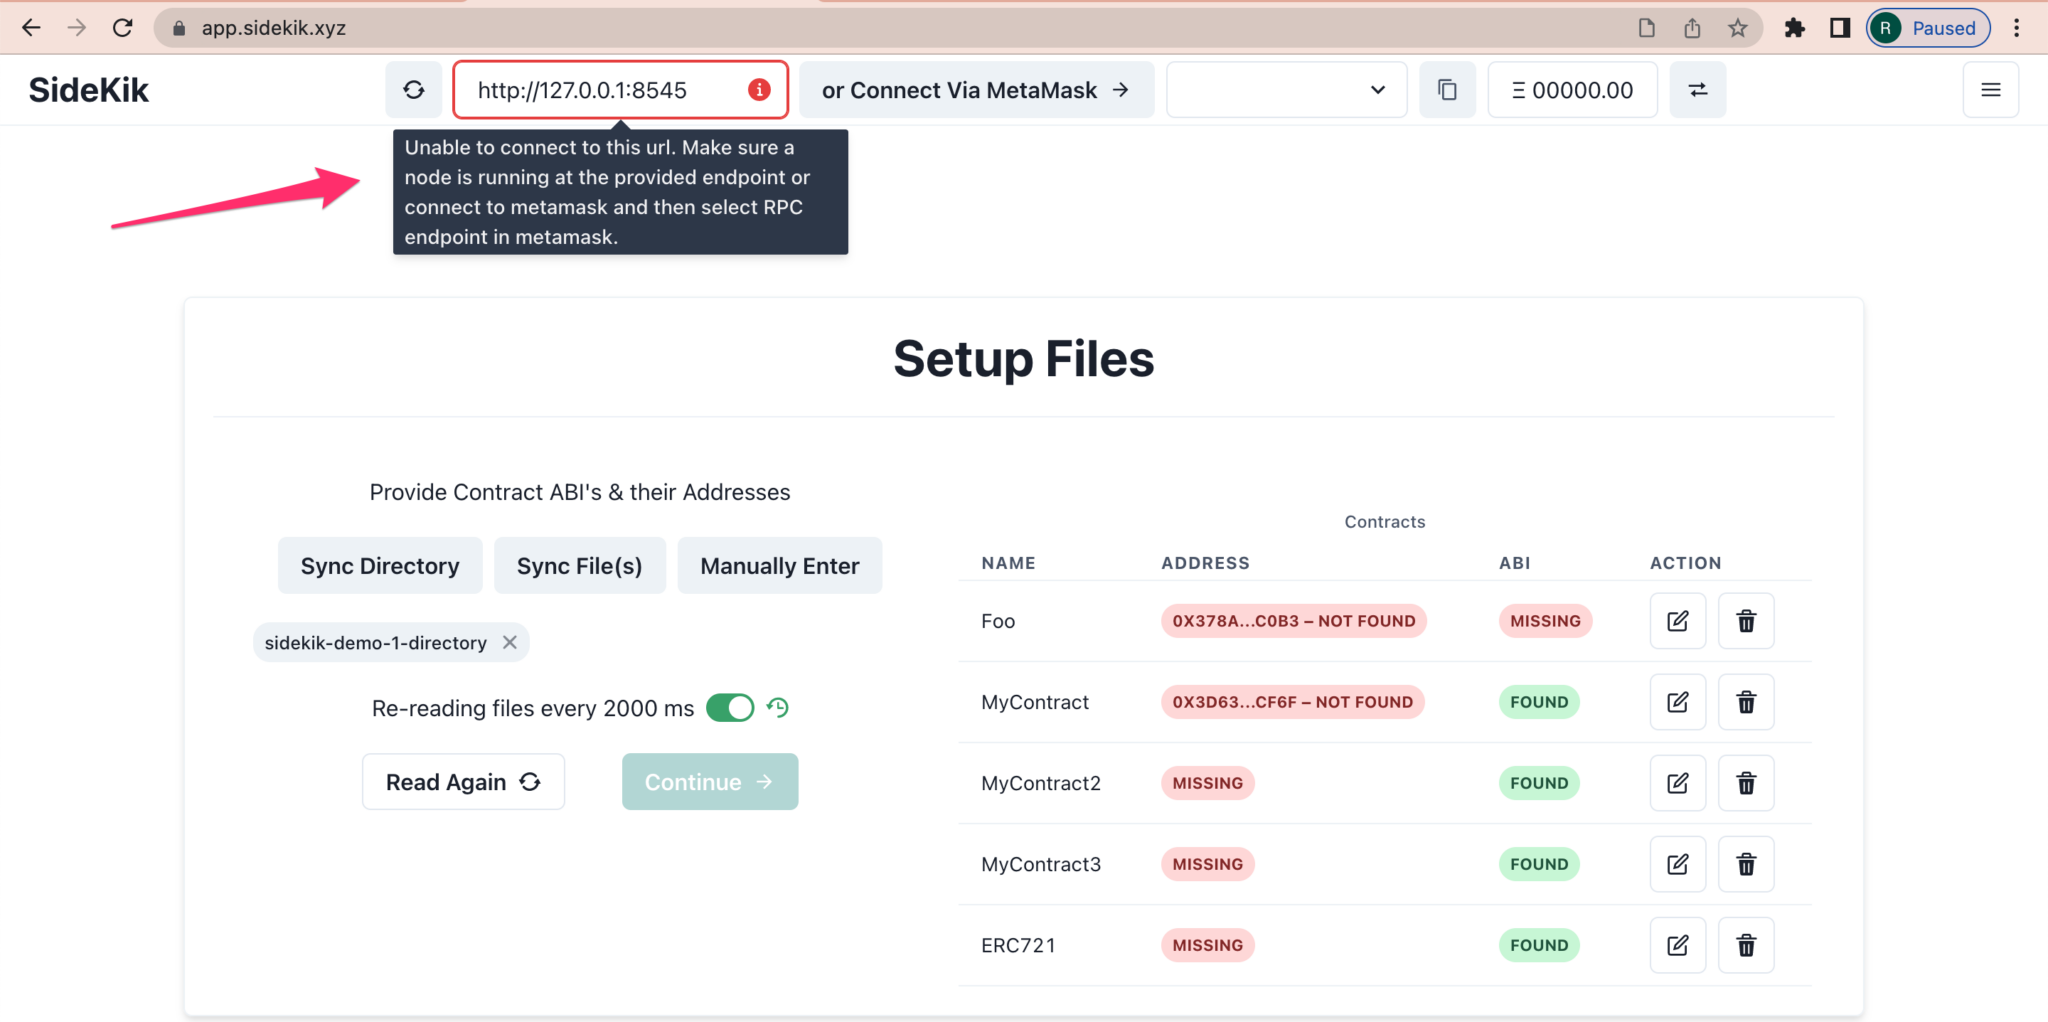 app.sidekik.xyz
R Paused
SideKik
http://127.0.0.1:8545
or Connect Via MetaMask →
Ξ 00000.00
Unable to connect to this url. Make sure a
node is running at the provided endpoint or
connect to metamask and then select RPC
endpoint in metamask.
Setup Files
Provide Contract ABI's & their Addresses
Sync Directory Sync File(s) Manually Enter
sidekik-demo-1-directory
Re-reading files every 2000 ms
Read Again Continue →
Contracts
NAME ADDRESS ABI ACTION
Foo 0X378A...C0B3 – NOT FOUND MISSING
MyContract 0X3D63...CF6F – NOT FOUND FOUND
MyContract2 MISSING FOUND
MyContract3 MISSING FOUND
ERC721 MISSING FOUND